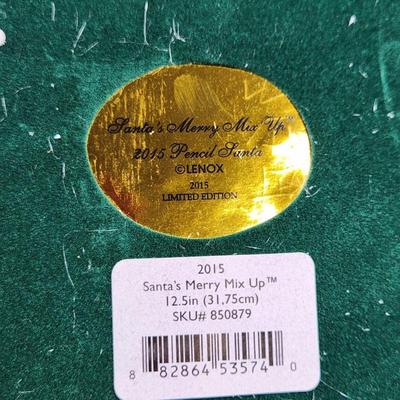 Santa's Merry Mix Up™
2015 Pencil Santa
©LENOX
2015
LIMITED EDITION
2015
Santa's Merry Mix Up™
12.5in (31,75cm)
SKU# 850879
8 82864 53574 0